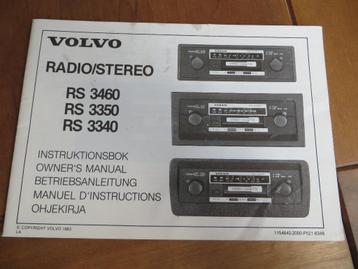 VOLVO
RADIO/STEREO
RS 3460
RS 3350
RS 3340
INSTRUKTIONSBOK
OWNER'S MANUAL
BETRIEBSANLEITUNG
MANUEL D'INSTRUCTIONS
OHJEKIRJA
© COPYRIGHT VOLVO 1983
LA